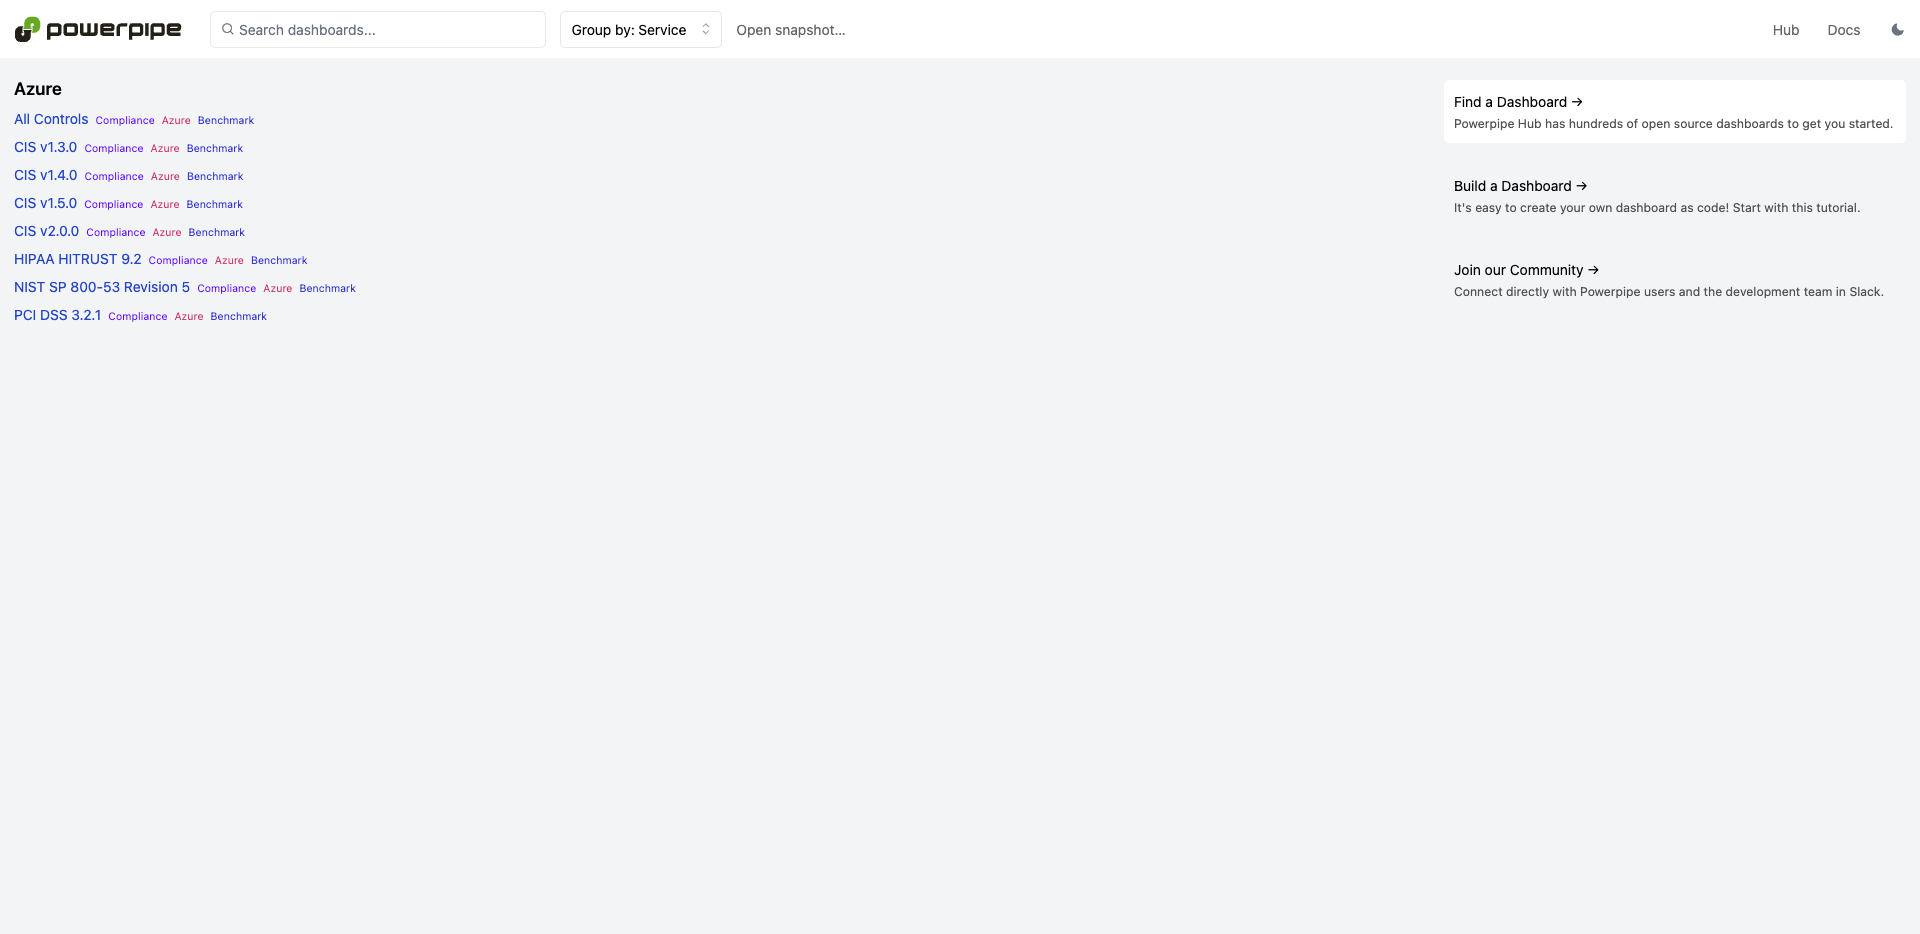 powerpipe
Search dashboards...
Group by: Service
Open snapshot...
Hub
Docs
Azure
All Controls Compliance Azure Benchmark
CIS v1.3.0 Compliance Azure Benchmark
CIS v1.4.0 Compliance Azure Benchmark
CIS v1.5.0 Compliance Azure Benchmark
CIS v2.0.0 Compliance Azure Benchmark
HIPAA HITRUST 9.2 Compliance Azure Benchmark
NIST SP 800-53 Revision 5 Compliance Azure Benchmark
PCI DSS 3.2.1 Compliance Azure Benchmark
Find a Dashboard →
Powerpipe Hub has hundreds of open source dashboards to get you started.
Build a Dashboard →
It's easy to create your own dashboard as code! Start with this tutorial.
Join our Community →
Connect directly with Powerpipe users and the development team in Slack.